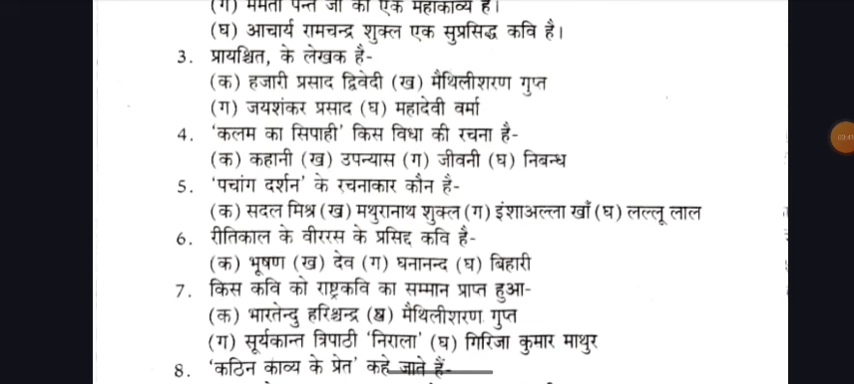 (ग) ममता पन्त जी का एक महाकाव्य है।
(घ) आचार्य रामचन्द्र शुक्ल एक सुप्रसिद्ध कवि है।
3. प्रायश्चित, के लेखक है-
(क) हजारी प्रसाद द्विवेदी (ख) मैथिलीशरण गुप्त
(ग) जयशंकर प्रसाद (घ) महादेवी वर्मा
4. 'कलम का सिपाही' किस विधा की रचना है-
(क) कहानी (ख) उपन्यास (ग) जीवनी (घ) निबन्ध
5. 'पचांग दर्शन' के रचनाकार कौन है-
(क) सदल मिश्र (ख) मथुरानाथ शुक्ल (ग) इंशाअल्ला खाँ (घ) लल्लू लाल
6. रीतिकाल के वीररस के प्रसिद्द कवि है-
(क) भूषण (ख) देव (ग) घनानन्द (घ) बिहारी
7. किस कवि को राष्ट्रकवि का सम्मान प्राप्त हुआ-
(क) भारतेन्दु हरिश्चन्द्र (ख) मैथिलीशरण गुप्त
(ग) सूर्यकान्त त्रिपाठी 'निराला' (घ) गिरिजा कुमार माथुर
8. 'कठिन काव्य के प्रेत' कहे जाते हैं-